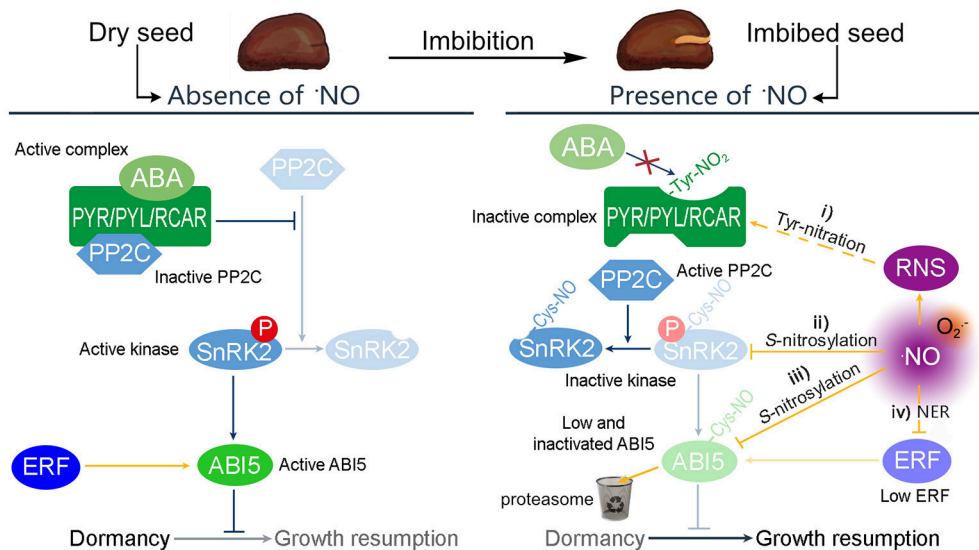 Dry seed
Imbibition
Imbibed seed
Absence of ·NO
Presence of ·NO
Active complex
ABA
PP2C
PYR/PYL/RCAR
PP2C
Inactive PP2C
Active kinase
P
SnRK2
SnRK2
ERF
ABI5
Active ABI5
Dormancy
Growth resumption
ABA
-Tyr-NO₂
Inactive complex
PYR/PYL/RCAR
i)
Tyr-nitration
RNS
PP2C
Active PP2C
-Cys-NO
SnRK2
P
-Cys-NO
SnRK2
Inactive kinase
ii)
S-nitrosylation
O₂·-
·NO
iii)
S-nitrosylation
iv) NER
Low and
inactivated ABI5
-Cys-NO
ABI5
ERF
Low ERF
proteasome
Dormancy
Growth resumption